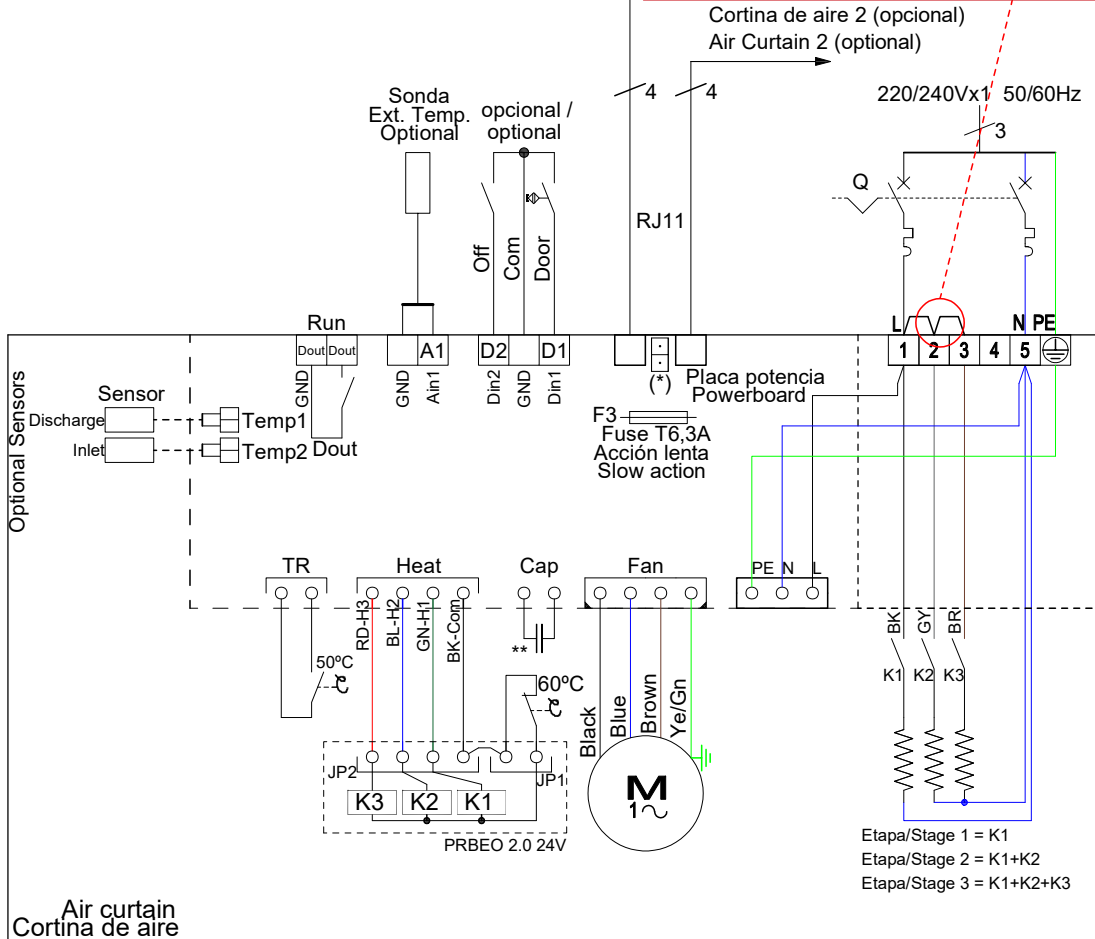 Cortina de aire 2 (opcional)
Air Curtain 2 (optional)
4
4
220/240Vx1 50/60Hz
3
Sonda
Ext. Temp.
Optional
opcional /
optional
Q
RJ11
Off
Com
Door
L
N
PE
Run
Dout
Dout
A1
D2
D1
1
2
3
4
5
GND
GND
Ain1
Din2
GND
Din1
(*)
Placa potencia
Powerboard
F3
Fuse T6,3A
Acción lenta
Slow action
Optional Sensors
Sensor
Discharge
Temp1
Inlet
Temp2
Dout
TR
Heat
Cap
Fan
PE
N
L
RD-H3
BL-H2
GN-H1
BK-Com
**
50ºC
60ºC
Black
Blue
Brown
Ye/Gn
BK
GY
BR
K1
K2
K3
JP2
JP1
K3
K2
K1
M
1
PRBEO 2.0 24V
Etapa/Stage 1 = K1
Etapa/Stage 2 = K1+K2
Etapa/Stage 3 = K1+K2+K3
Air curtain
Cortina de aire